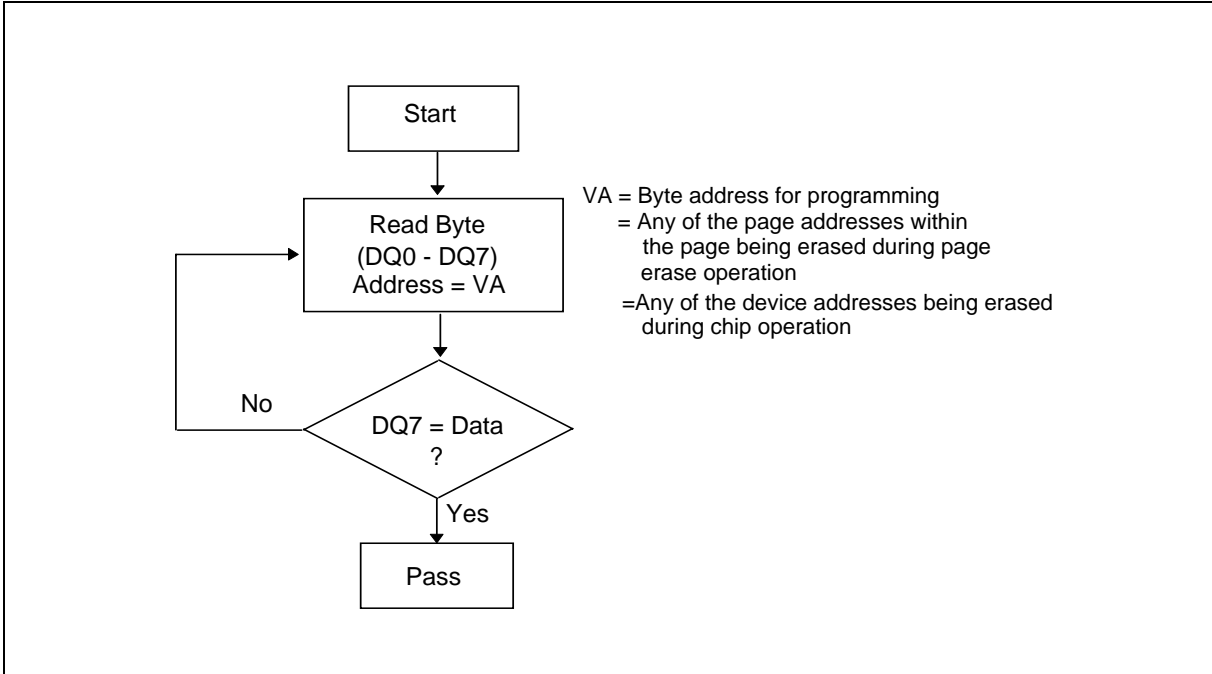 Start
Read Byte
(DQ0 - DQ7)
Address = VA
VA = Byte address for programming
= Any of the page addresses within
the page being erased during page
erase operation
=Any of the device addresses being erased
during chip operation
No
DQ7 = Data
?
Yes
Pass